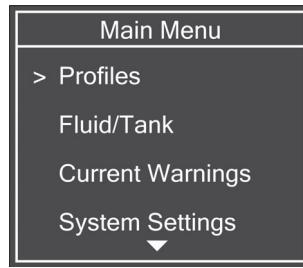 Main Menu
> Profiles
Fluid/Tank
Current Warnings
System Settings